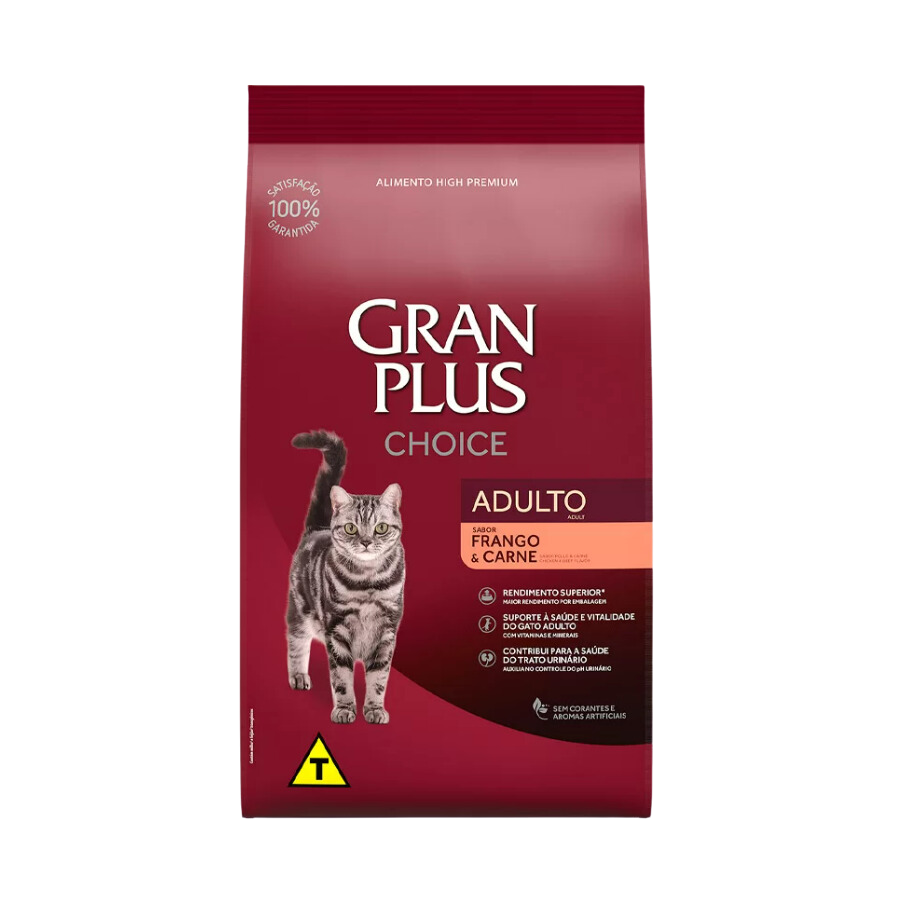 ALIMENTO HIGH PREMIUM
SATISFAÇÃO
100%
GARANTIDA
GRAN
PLUS
CHOICE
ADULTO
ADULT
SABOR
FRANGO
& CARNE
RENDIMENTO SUPERIOR*
MAIOR RENDIMENTO POR EMBALAGEM
SUPORTE À SAÚDE E VITALIDADE
DO GATO ADULTO
COM VITAMINAS E MINERAIS
CONTRIBUI PARA A SAÚDE
DO TRATO URINÁRIO
AUXILIA NO CONTROLE DO pH URINÁRIO
SEM CORANTES E
AROMAS ARTIFICIAIS
T